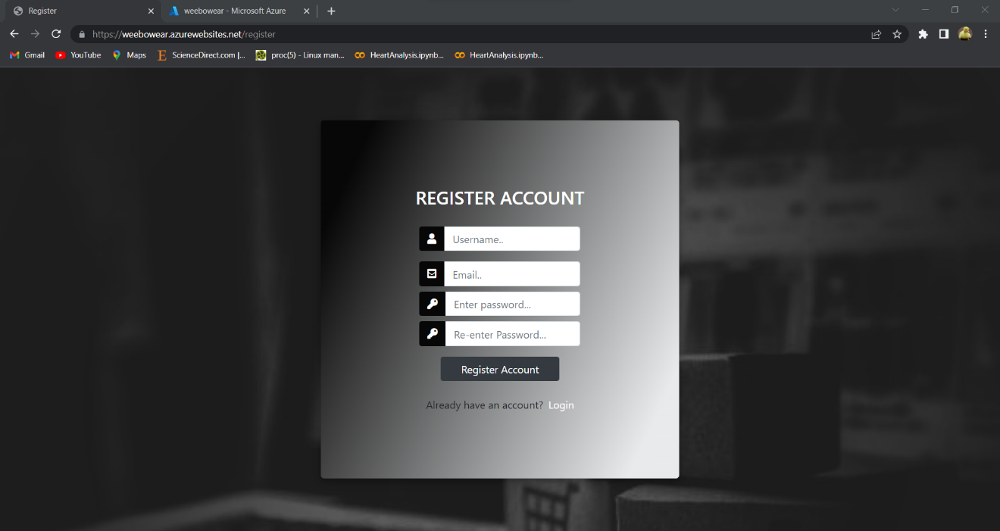 Register
weebowear - Microsoft Azure
https://weebowear.azurewebsites.net/register
Gmail
YouTube
Maps
E ScienceDirect.com |...
proc(5) - Linux man...
HeartAnalysis.ipynb...
HeartAnalysis.ipynb...
REGISTER ACCOUNT
Username..
Email..
Enter password...
Re-enter Password...
Register Account
Already have an account? Login